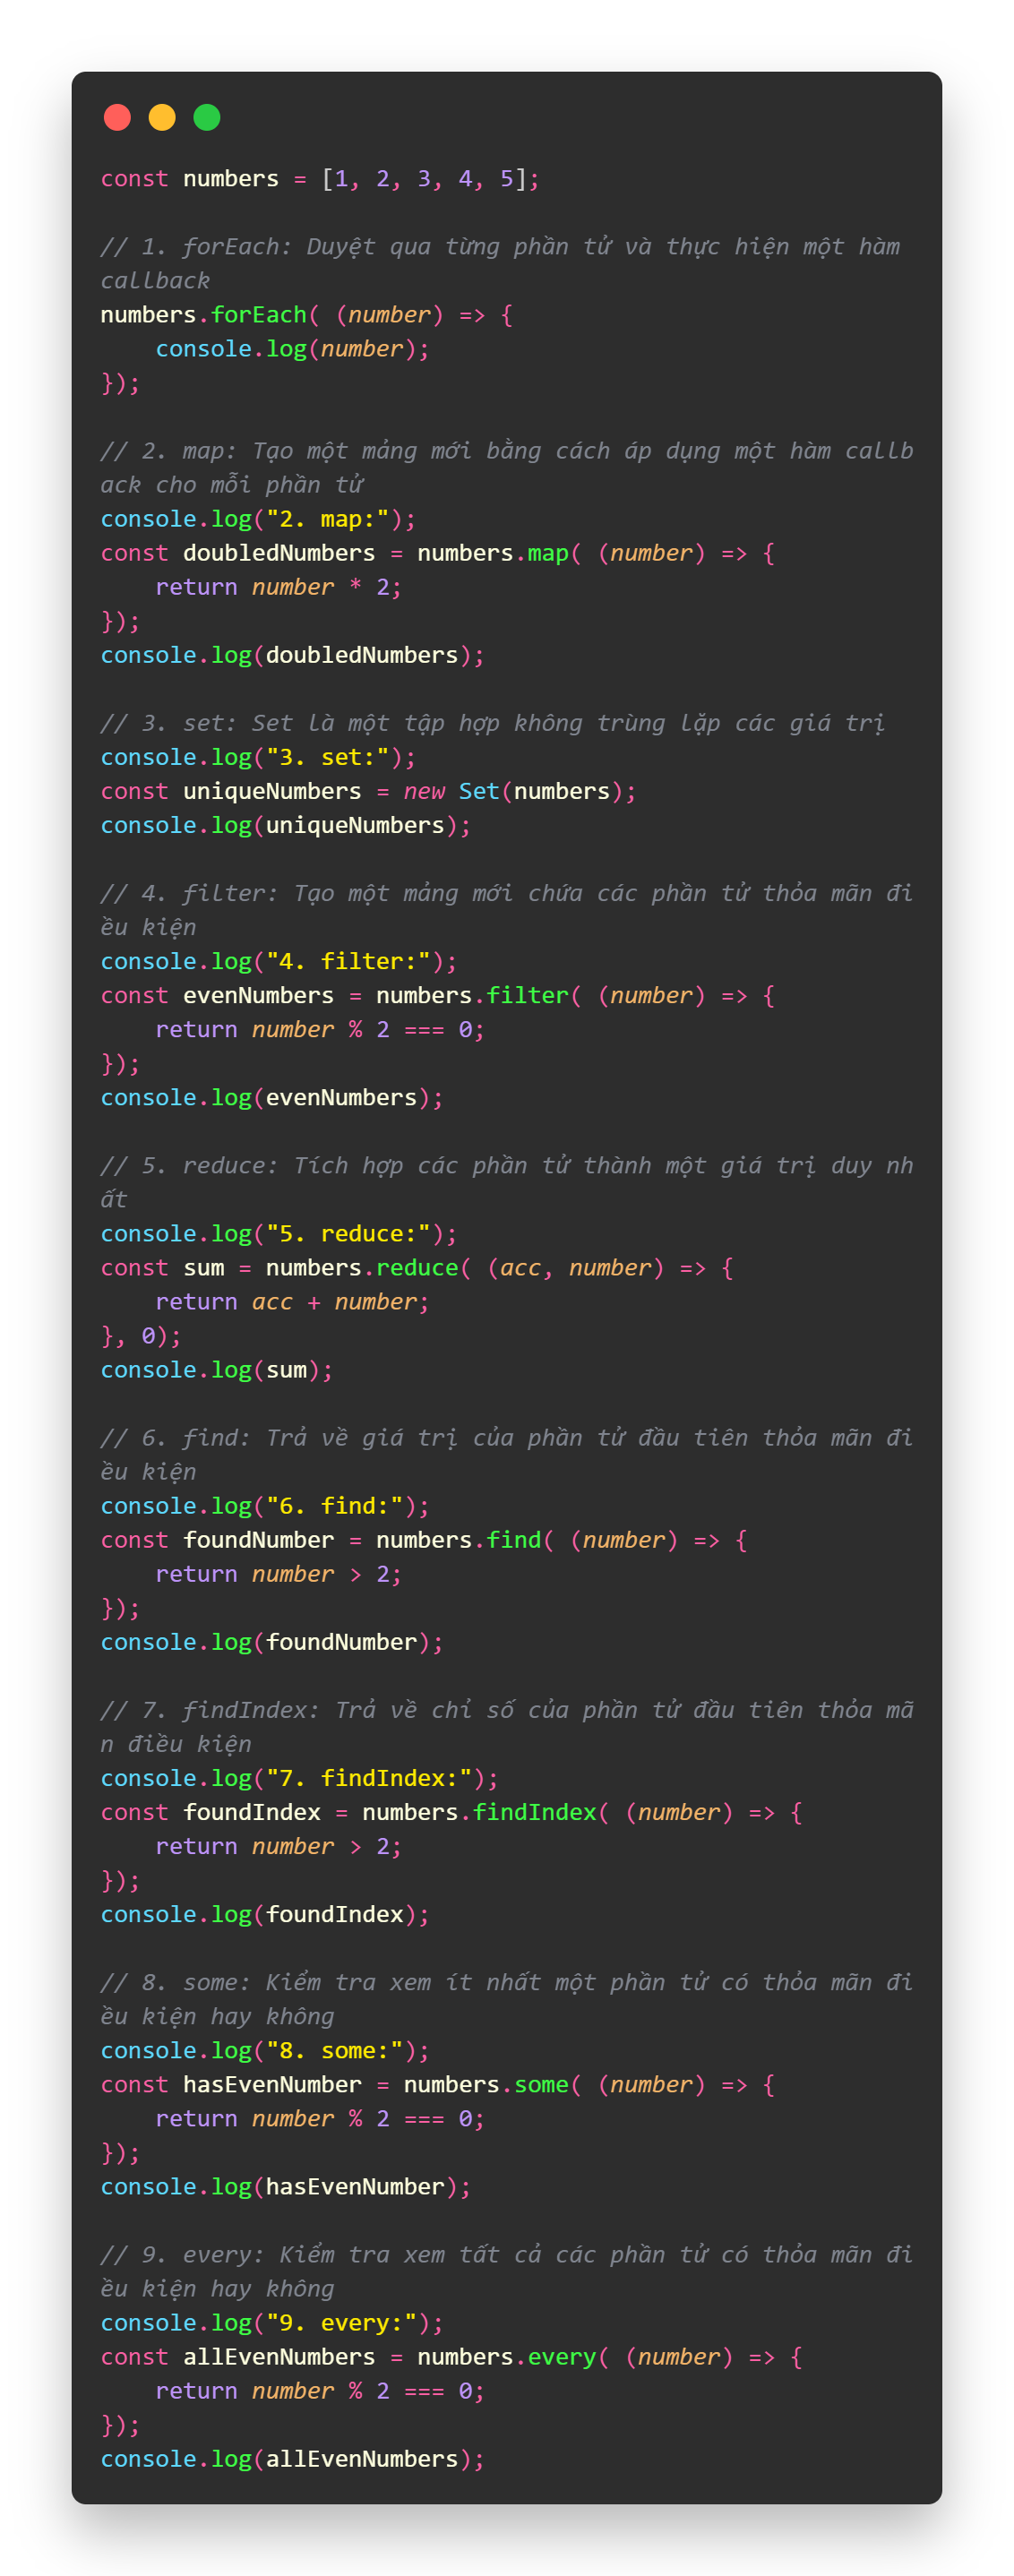 const numbers = [1, 2, 3, 4, 5];
// 1. forEach: Duyệt qua từng phần tử và thực hiện một hàm
callback
numbers.forEach( (number) => {
    console.log(number);
});
// 2. map: Tạo một mảng mới bằng cách áp dụng một hàm callb
ack cho mỗi phần tử
console.log("2. map:");
const doubledNumbers = numbers.map( (number) => {
    return number * 2;
});
console.log(doubledNumbers);
// 3. set: Set là một tập hợp không trùng lặp các giá trị
console.log("3. set:");
const uniqueNumbers = new Set(numbers);
console.log(uniqueNumbers);
// 4. filter: Tạo một mảng mới chứa các phần tử thỏa mãn đi
ều kiện
console.log("4. filter:");
const evenNumbers = numbers.filter( (number) => {
    return number % 2 === 0;
});
console.log(evenNumbers);
// 5. reduce: Tích hợp các phần tử thành một giá trị duy nh
ất
console.log("5. reduce:");
const sum = numbers.reduce( (acc, number) => {
    return acc + number;
}, 0);
console.log(sum);
// 6. find: Trả về giá trị của phần tử đầu tiên thỏa mãn đi
ều kiện
console.log("6. find:");
const foundNumber = numbers.find( (number) => {
    return number > 2;
});
console.log(foundNumber);
// 7. findIndex: Trả về chỉ số của phần tử đầu tiên thỏa mã
n điều kiện
console.log("7. findIndex:");
const foundIndex = numbers.findIndex( (number) => {
    return number > 2;
});
console.log(foundIndex);
// 8. some: Kiểm tra xem ít nhất một phần tử có thỏa mãn đi
ều kiện hay không
console.log("8. some:");
const hasEvenNumber = numbers.some( (number) => {
    return number % 2 === 0;
});
console.log(hasEvenNumber);
// 9. every: Kiểm tra xem tất cả các phần tử có thỏa mãn đi
ều kiện hay không
console.log("9. every:");
const allEvenNumbers = numbers.every( (number) => {
    return number % 2 === 0;
});
console.log(allEvenNumbers);